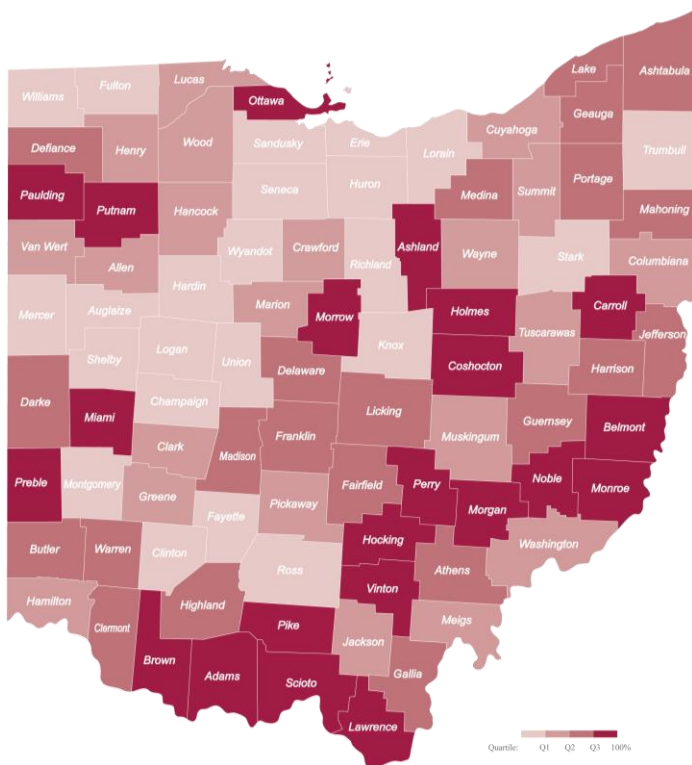 Lake
Ashtabula
Williams
Fulton
Lucas
Ottawa
Geauga
Cuyahoga
Defiance
Henry
Wood
Sandusky
Erie
Lorain
Trumbull
Paulding
Putnam
Hancock
Seneca
Huron
Medina
Summit
Portage
Mahoning
Van Wert
Allen
Wyandot
Crawford
Richland
Ashland
Wayne
Stark
Columbiana
Mercer
Auglaize
Hardin
Marion
Morrow
Holmes
Carroll
Knox
Tuscarawas
Jefferson
Shelby
Logan
Union
Delaware
Coshocton
Harrison
Darke
Miami
Champaign
Licking
Guernsey
Belmont
Clark
Madison
Franklin
Muskingum
Preble
Montgomery
Greene
Fayette
Pickaway
Fairfield
Perry
Morgan
Noble
Monroe
Butler
Warren
Clinton
Ross
Hocking
Washington
Vinton
Athens
Hamilton
Clermont
Highland
Pike
Jackson
Meigs
Brown
Adams
Scioto
Gallia
Lawrence
Quartile: Q1 Q2 Q3 100%